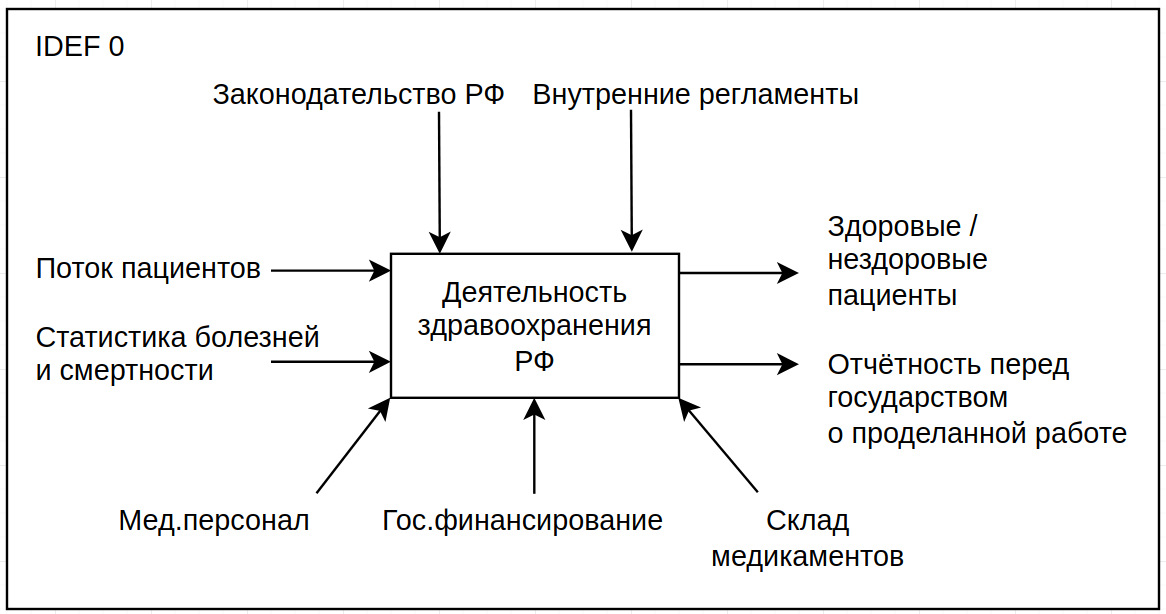 IDEF 0
Законодательство РФ
Внутренние регламенты
Поток пациентов
Статистика болезней
и смертности
Деятельность
здравоохранения
РФ
Здоровые /
нездоровые
пациенты
Отчётность перед
государством
о проделанной работе
Мед.персонал
Гос.финансирование
Склад
медикаментов